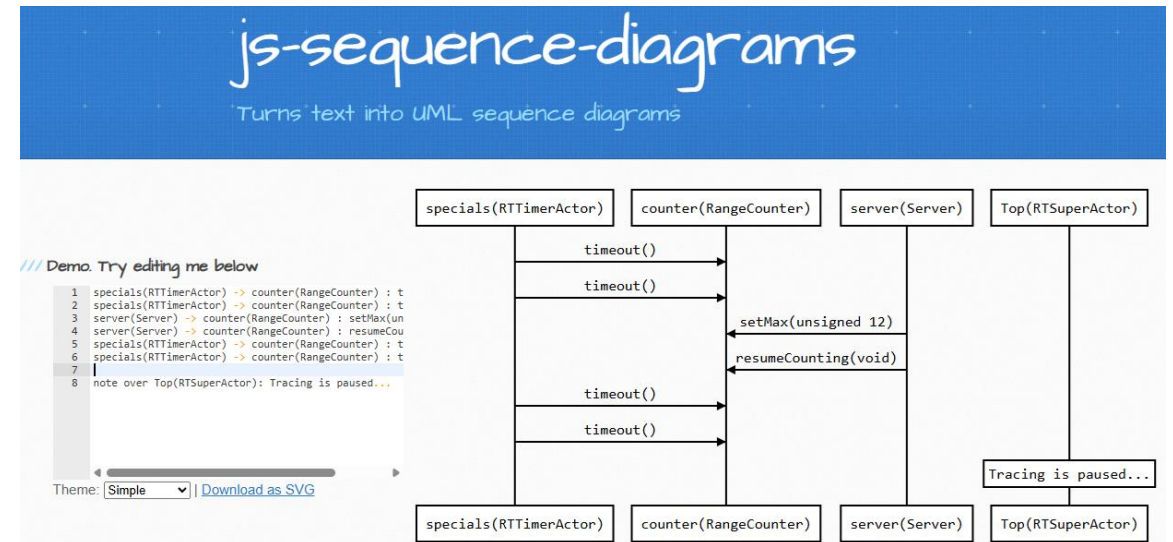 js-sequence-diagrams
Turns text into UML sequence diagrams
/// Demo. Try editing me below
1 specials(RTTimerActor) -> counter(RangeCounter) : t
2 specials(RTTimerActor) -> counter(RangeCounter) : t
3 server(Server) -> counter(RangeCounter) : setMax(un
4 server(Server) -> counter(RangeCounter) : resumeCou
5 specials(RTTimerActor) -> counter(RangeCounter) : t
6 specials(RTTimerActor) -> counter(RangeCounter) : t
7
8 note over Top(RTSuperActor): Tracing is paused...
Theme: Simple | Download as SVG
specials(RTTimerActor) counter(RangeCounter) server(Server) Top(RTSuperActor)
timeout()
timeout()
setMax(unsigned 12)
resumeCounting(void)
timeout()
timeout()
Tracing is paused...
specials(RTTimerActor) counter(RangeCounter) server(Server) Top(RTSuperActor)